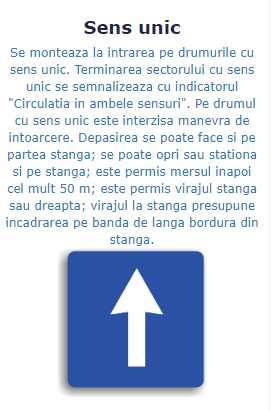 Sens unic
Se monteaza la intrarea pe drumurile cu
sens unic. Terminarea sectorului cu sens
unic se semnalizeaza cu indicatorul
"Circulatia in ambele sensuri". Pe drumul
cu sens unic este interzisa manevra de
intoarcere. Depasirea se poate face si pe
partea stanga; se poate opri sau stationa
si pe stanga; este permis mersul inapoi
cel mult 50 m; este permis virajul stanga
sau dreapta; virajul la stanga presupune
incadrarea pe banda de langa bordura din
stanga.